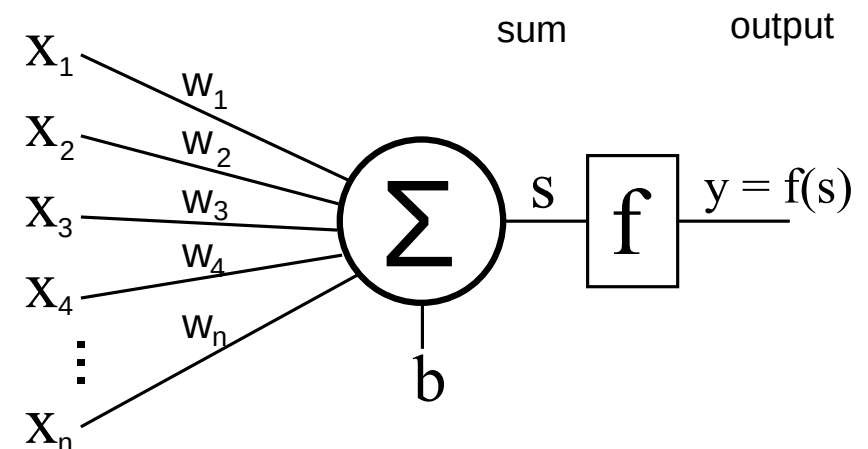 sum output
x1
w1
x2
w2
x3
w3
x4
w4
⋮
xn
wn
Σ
b
s
f
y = f(s)